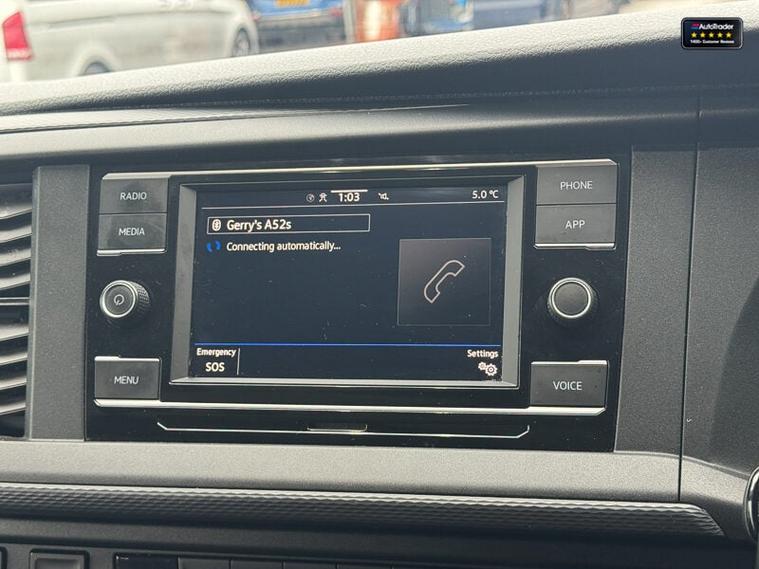 AutoTrader
1:03
5.0 °C
RADIO
MEDIA
MENU
Gerry's A52s
Connecting automatically...
Emergency
SOS
Settings
PHONE
APP
VOICE